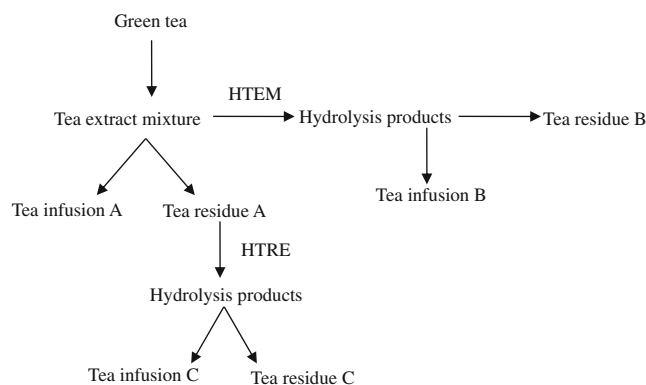 Green tea
HTEM
Tea extract mixture
Hydrolysis products
Tea residue B
Tea infusion B
Tea infusion A
Tea residue A
HTRE
Hydrolysis products
Tea infusion C
Tea residue C